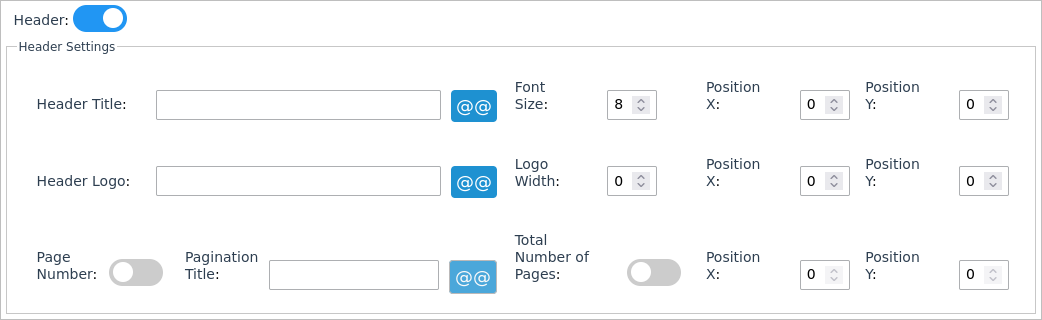 Header:
Header Settings
Header Title: @@ Font Size: 8 Position X: 0 Position Y: 0
Header Logo: @@ Logo Width: 0 Position X: 0 Position Y: 0
Page Number: Pagination Title: @@ Total Number of Pages: Position X: 0 Position Y: 0